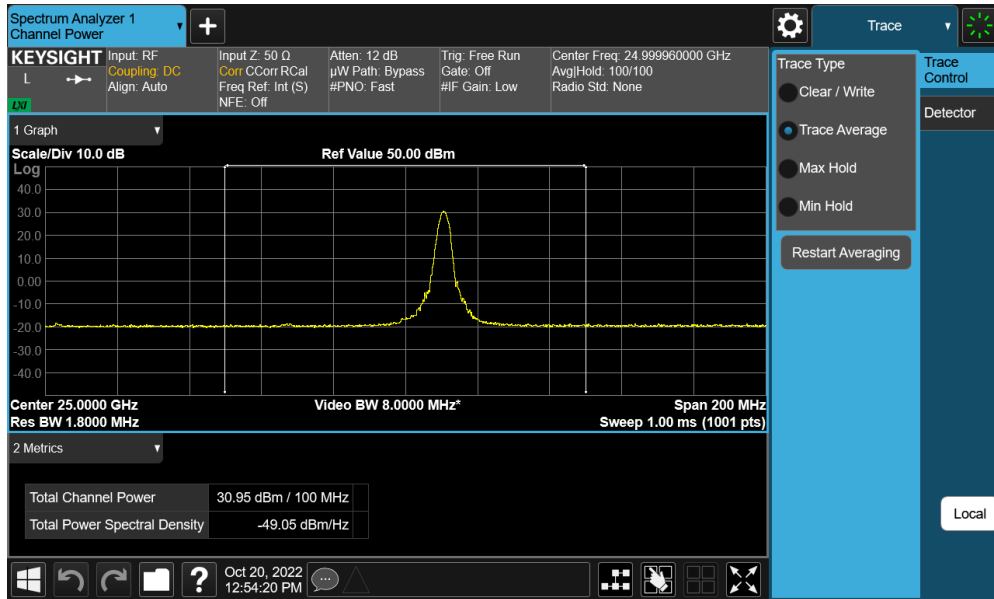 Spectrum Analyzer 1
Channel Power
Trace
KEYSIGHT
L
LXI
Input: RF
Coupling: DC
Align: Auto
Input Z: 50 Ω
Corr CCorr RCal
Freq Ref: Int (S)
NFE: Off
Atten: 12 dB
µW Path: Bypass
#PNO: Fast
Trig: Free Run
Gate: Off
#IF Gain: Low
Center Freq: 24.999960000 GHz
Avg|Hold: 100/100
Radio Std: None
Trace Type
Clear / Write
Trace Average
Max Hold
Min Hold
Restart Averaging
Trace
Control
Detector
Local
1 Graph
Scale/Div 10.0 dB
Ref Value 50.00 dBm
Log
40.0
30.0
20.0
10.0
0.00
-10.0
-20.0
-30.0
-40.0
Center 25.0000 GHz
Video BW 8.0000 MHz*
Span 200 MHz
Res BW 1.8000 MHz
Sweep 1.00 ms (1001 pts)
2 Metrics
Total Channel Power 30.95 dBm / 100 MHz
Total Power Spectral Density -49.05 dBm/Hz
?
Oct 20, 2022
12:54:20 PM